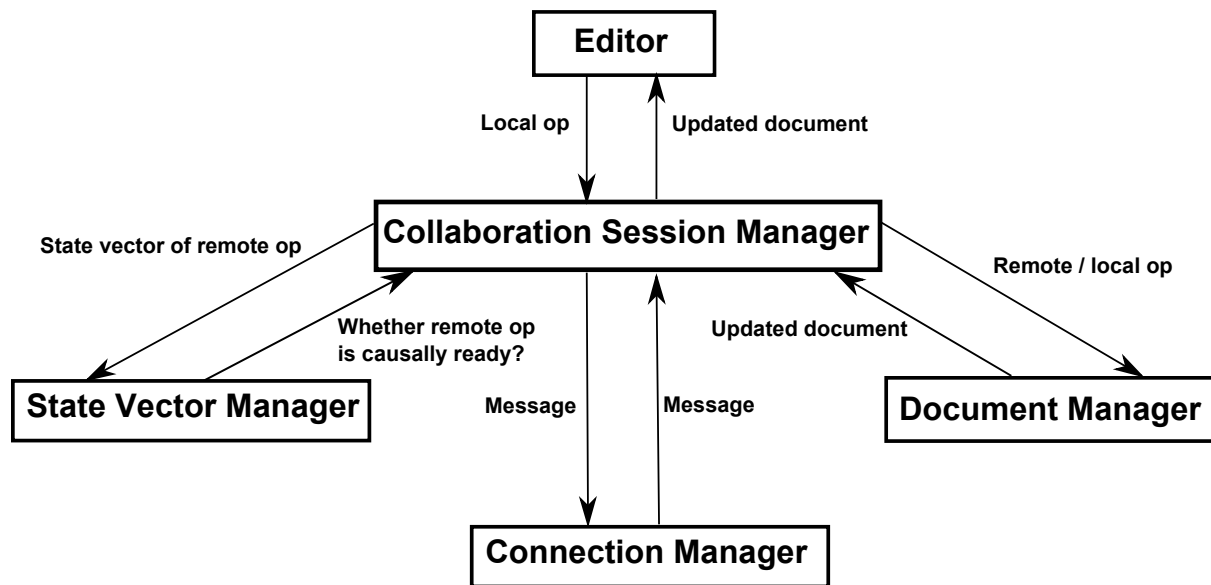 Editor
Local op
Updated document
Collaboration Session Manager
State vector of remote op
Remote / local op
Whether remote op
is causally ready?
Updated document
State Vector Manager
Message
Message
Document Manager
Connection Manager